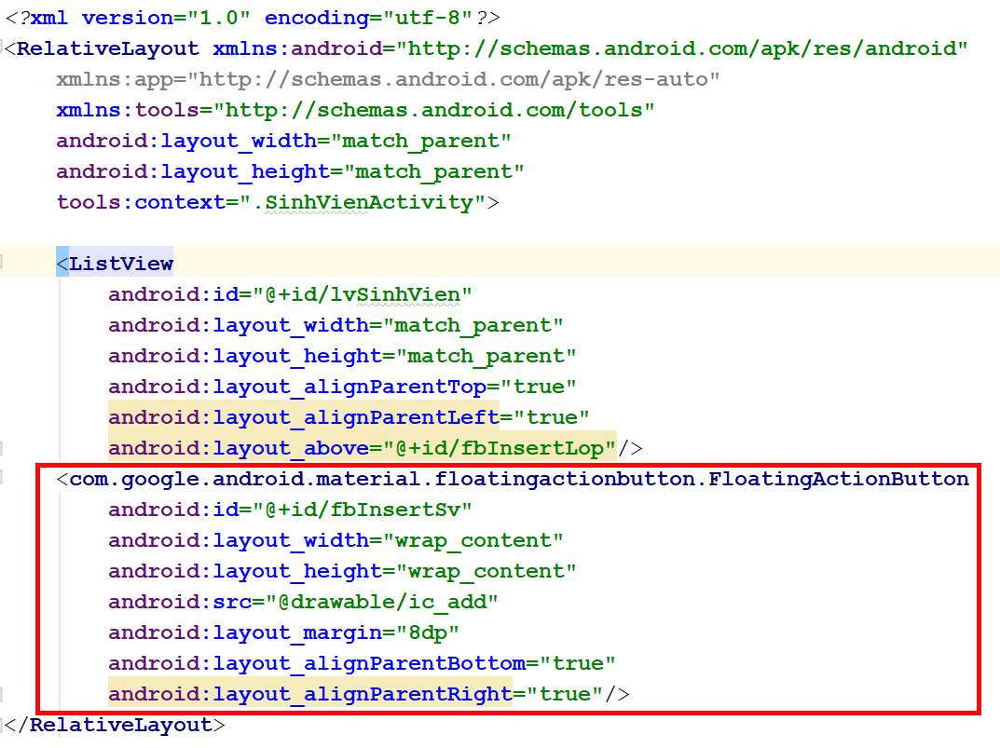 <?xml version="1.0" encoding="utf-8"?>
<RelativeLayout xmlns:android="http://schemas.android.com/apk/res/android"
    xmlns:app="http://schemas.android.com/apk/res-auto"
    xmlns:tools="http://schemas.android.com/tools"
    android:layout_width="match_parent"
    android:layout_height="match_parent"
    tools:context=".SinhVienActivity">

    <ListView
        android:id="@+id/lvSinhVien"
        android:layout_width="match_parent"
        android:layout_height="match_parent"
        android:layout_alignParentTop="true"
        android:layout_alignParentLeft="true"
        android:layout_above="@+id/fbInsertLop"/>
    <com.google.android.material.floatingactionbutton.FloatingActionButton
        android:id="@+id/fbInsertSv"
        android:layout_width="wrap_content"
        android:layout_height="wrap_content"
        android:src="@drawable/ic_add"
        android:layout_margin="8dp"
        android:layout_alignParentBottom="true"
        android:layout_alignParentRight="true"/>
</RelativeLayout>